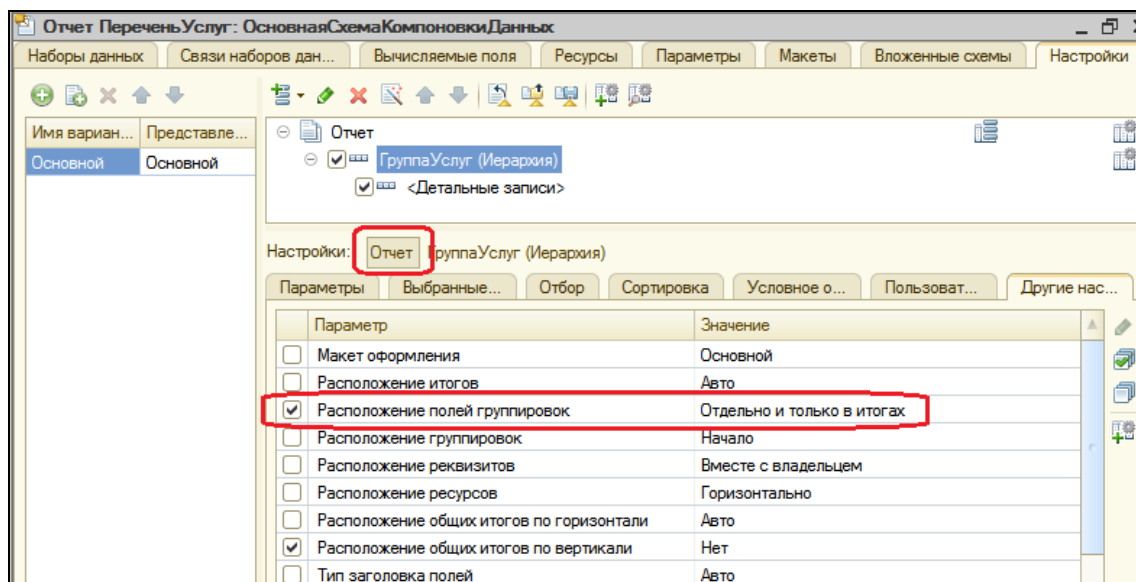 Отчет ПереченьУслуг: ОсновнаяСхемаКомпоновкиДанных
Наборы данных Связи наборов дан... Вычисляемые поля Ресурсы Параметры Макеты Вложенные схемы Настройки
Имя вариан... Представле...
Основной Основной
Отчет
ГруппаУслуг (Иерархия)
<Детальные записи>
Настройки: Отчет ГруппаУслуг (Иерархия)
Параметры Выбранные... Отбор Сортировка Условное о... Пользоват... Другие нас...
Параметр Значение
Макет оформления Основной
Расположение итогов Авто
Расположение полей группировок Отдельно и только в итогах
Расположение группировок Начало
Расположение реквизитов Вместе с владельцем
Расположение ресурсов Горизонтально
Расположение общих итогов по горизонтали Авто
Расположение общих итогов по вертикали Нет
Тип заголовка полей Авто